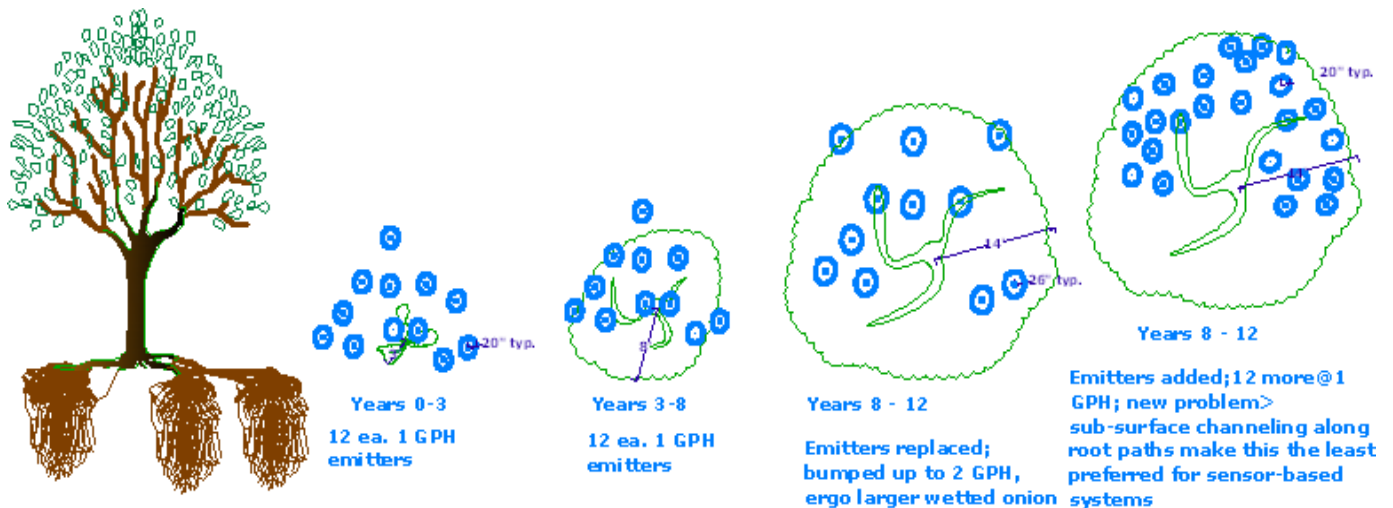 20" typ.
14'
26" typ.
8'
20" typ.
Years 0-3
12 ea. 1 GPH
emitters
Years 3-8
12 ea. 1 GPH
emitters
Years 8 - 12
Emitters replaced;
bumped up to 2 GPH,
ergo larger wetted onion
Years 8 - 12
Emitters added;12 more@1
GPH; new problem>
sub-surface channeling along
root paths make this the least
preferred for sensor-based
systems